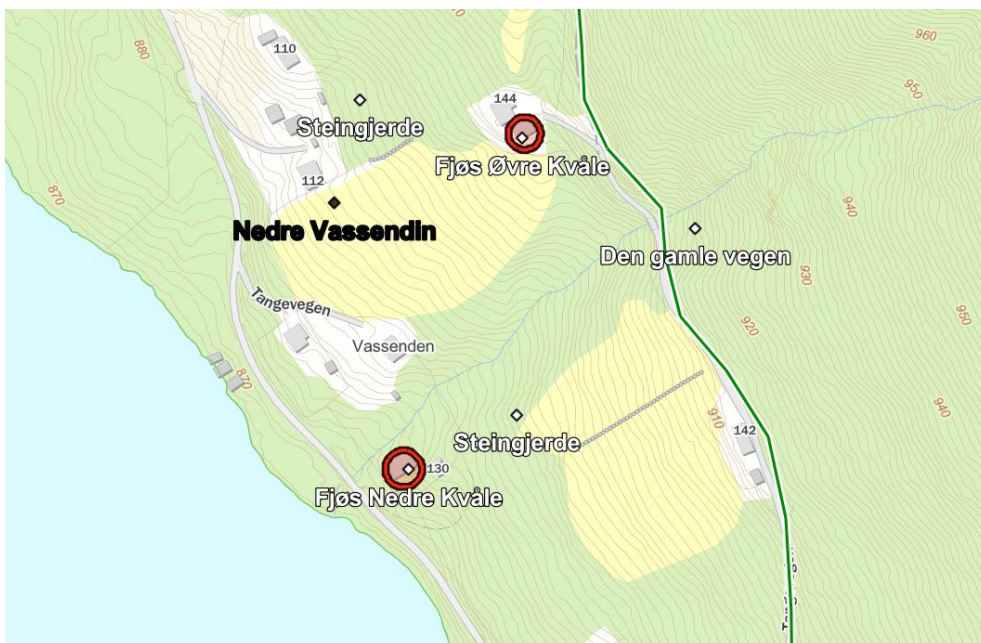 880
110
960
950
144
Steingjerde
Fjøs Øvre Kvåle
112
870
940
Nedre Vassendin
Den gamle vegen
930
Tangevegen
920
950
Vassenden
870
940
910
142
Steingjerde
130
Fjøs Nedre Kvåle